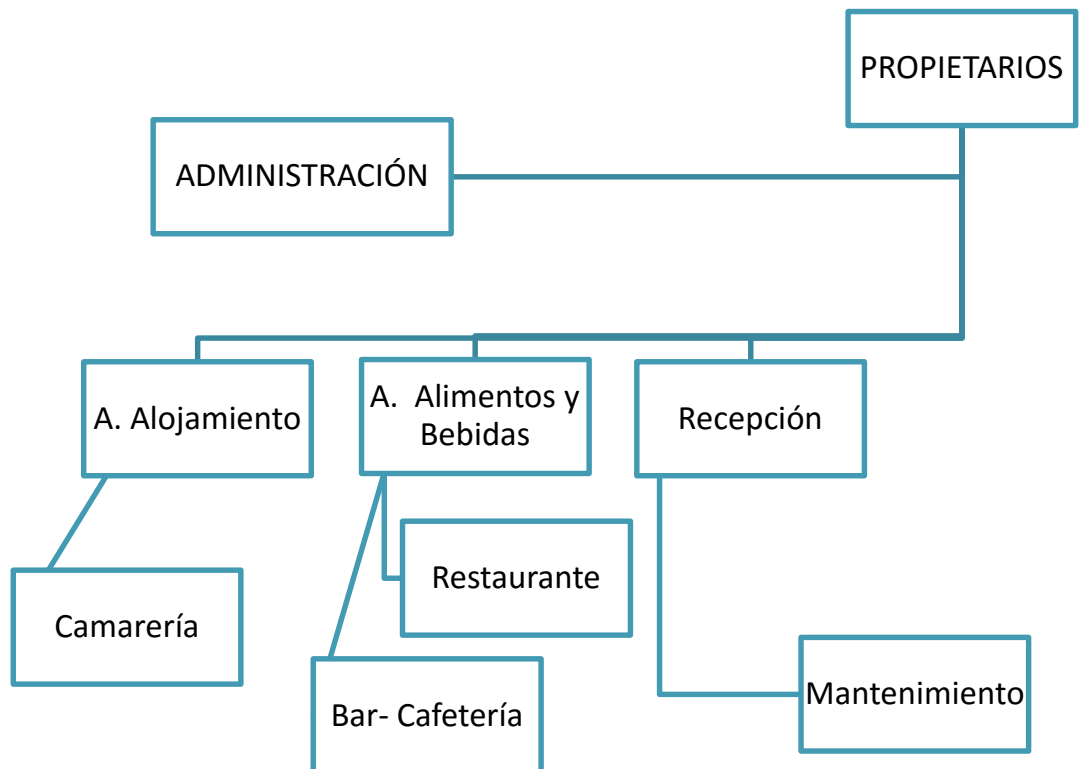 PROPIETARIOS
ADMINISTRACIÓN
A. Alojamiento
A. Alimentos y
Bebidas
Recepción
Restaurante
Camarería
Mantenimiento
Bar- Cafetería